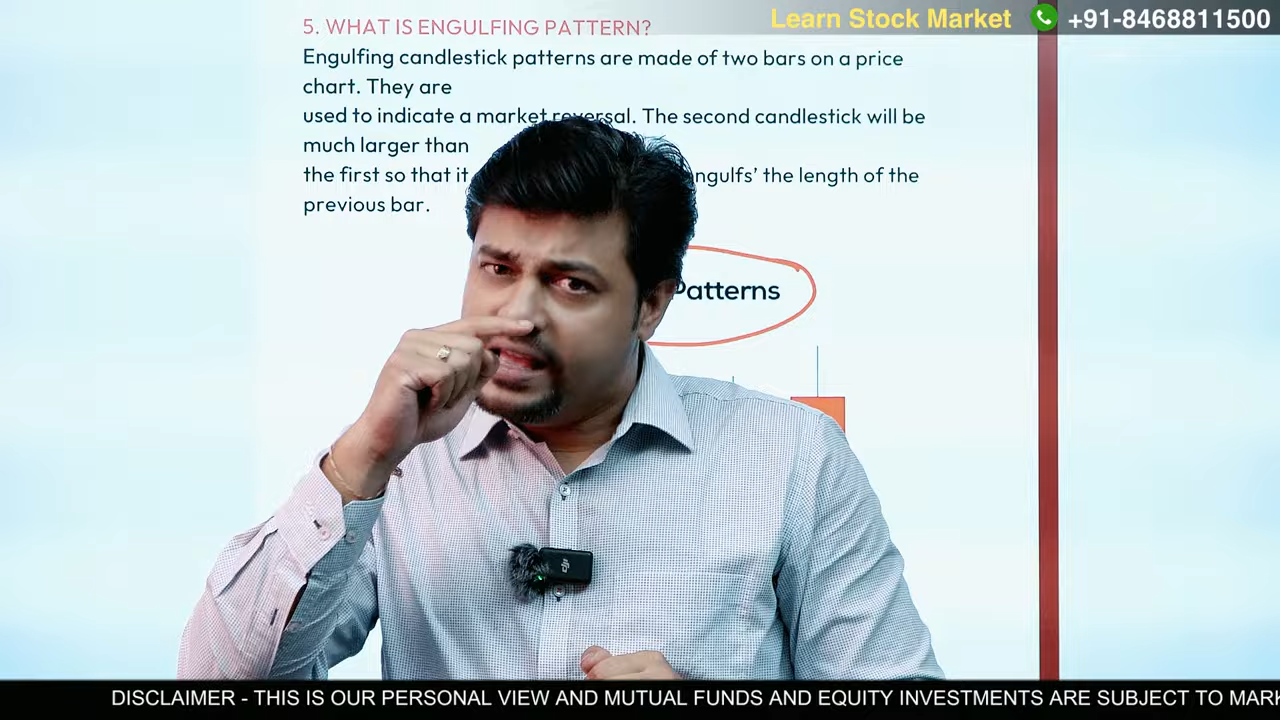 Learn Stock Market +91-8468811500
5. WHAT IS ENGULFING PATTERN?
Engulfing candlestick patterns are made of two bars on a price
chart. They are
used to indicate a market reversal. The second candlestick will be
much larger than
the first so that it ngulfs’ the length of the
previous bar.
Patterns
DISCLAIMER - THIS IS OUR PERSONAL VIEW AND MUTUAL FUNDS AND EQUITY INVESTMENTS ARE SUBJECT TO MARK